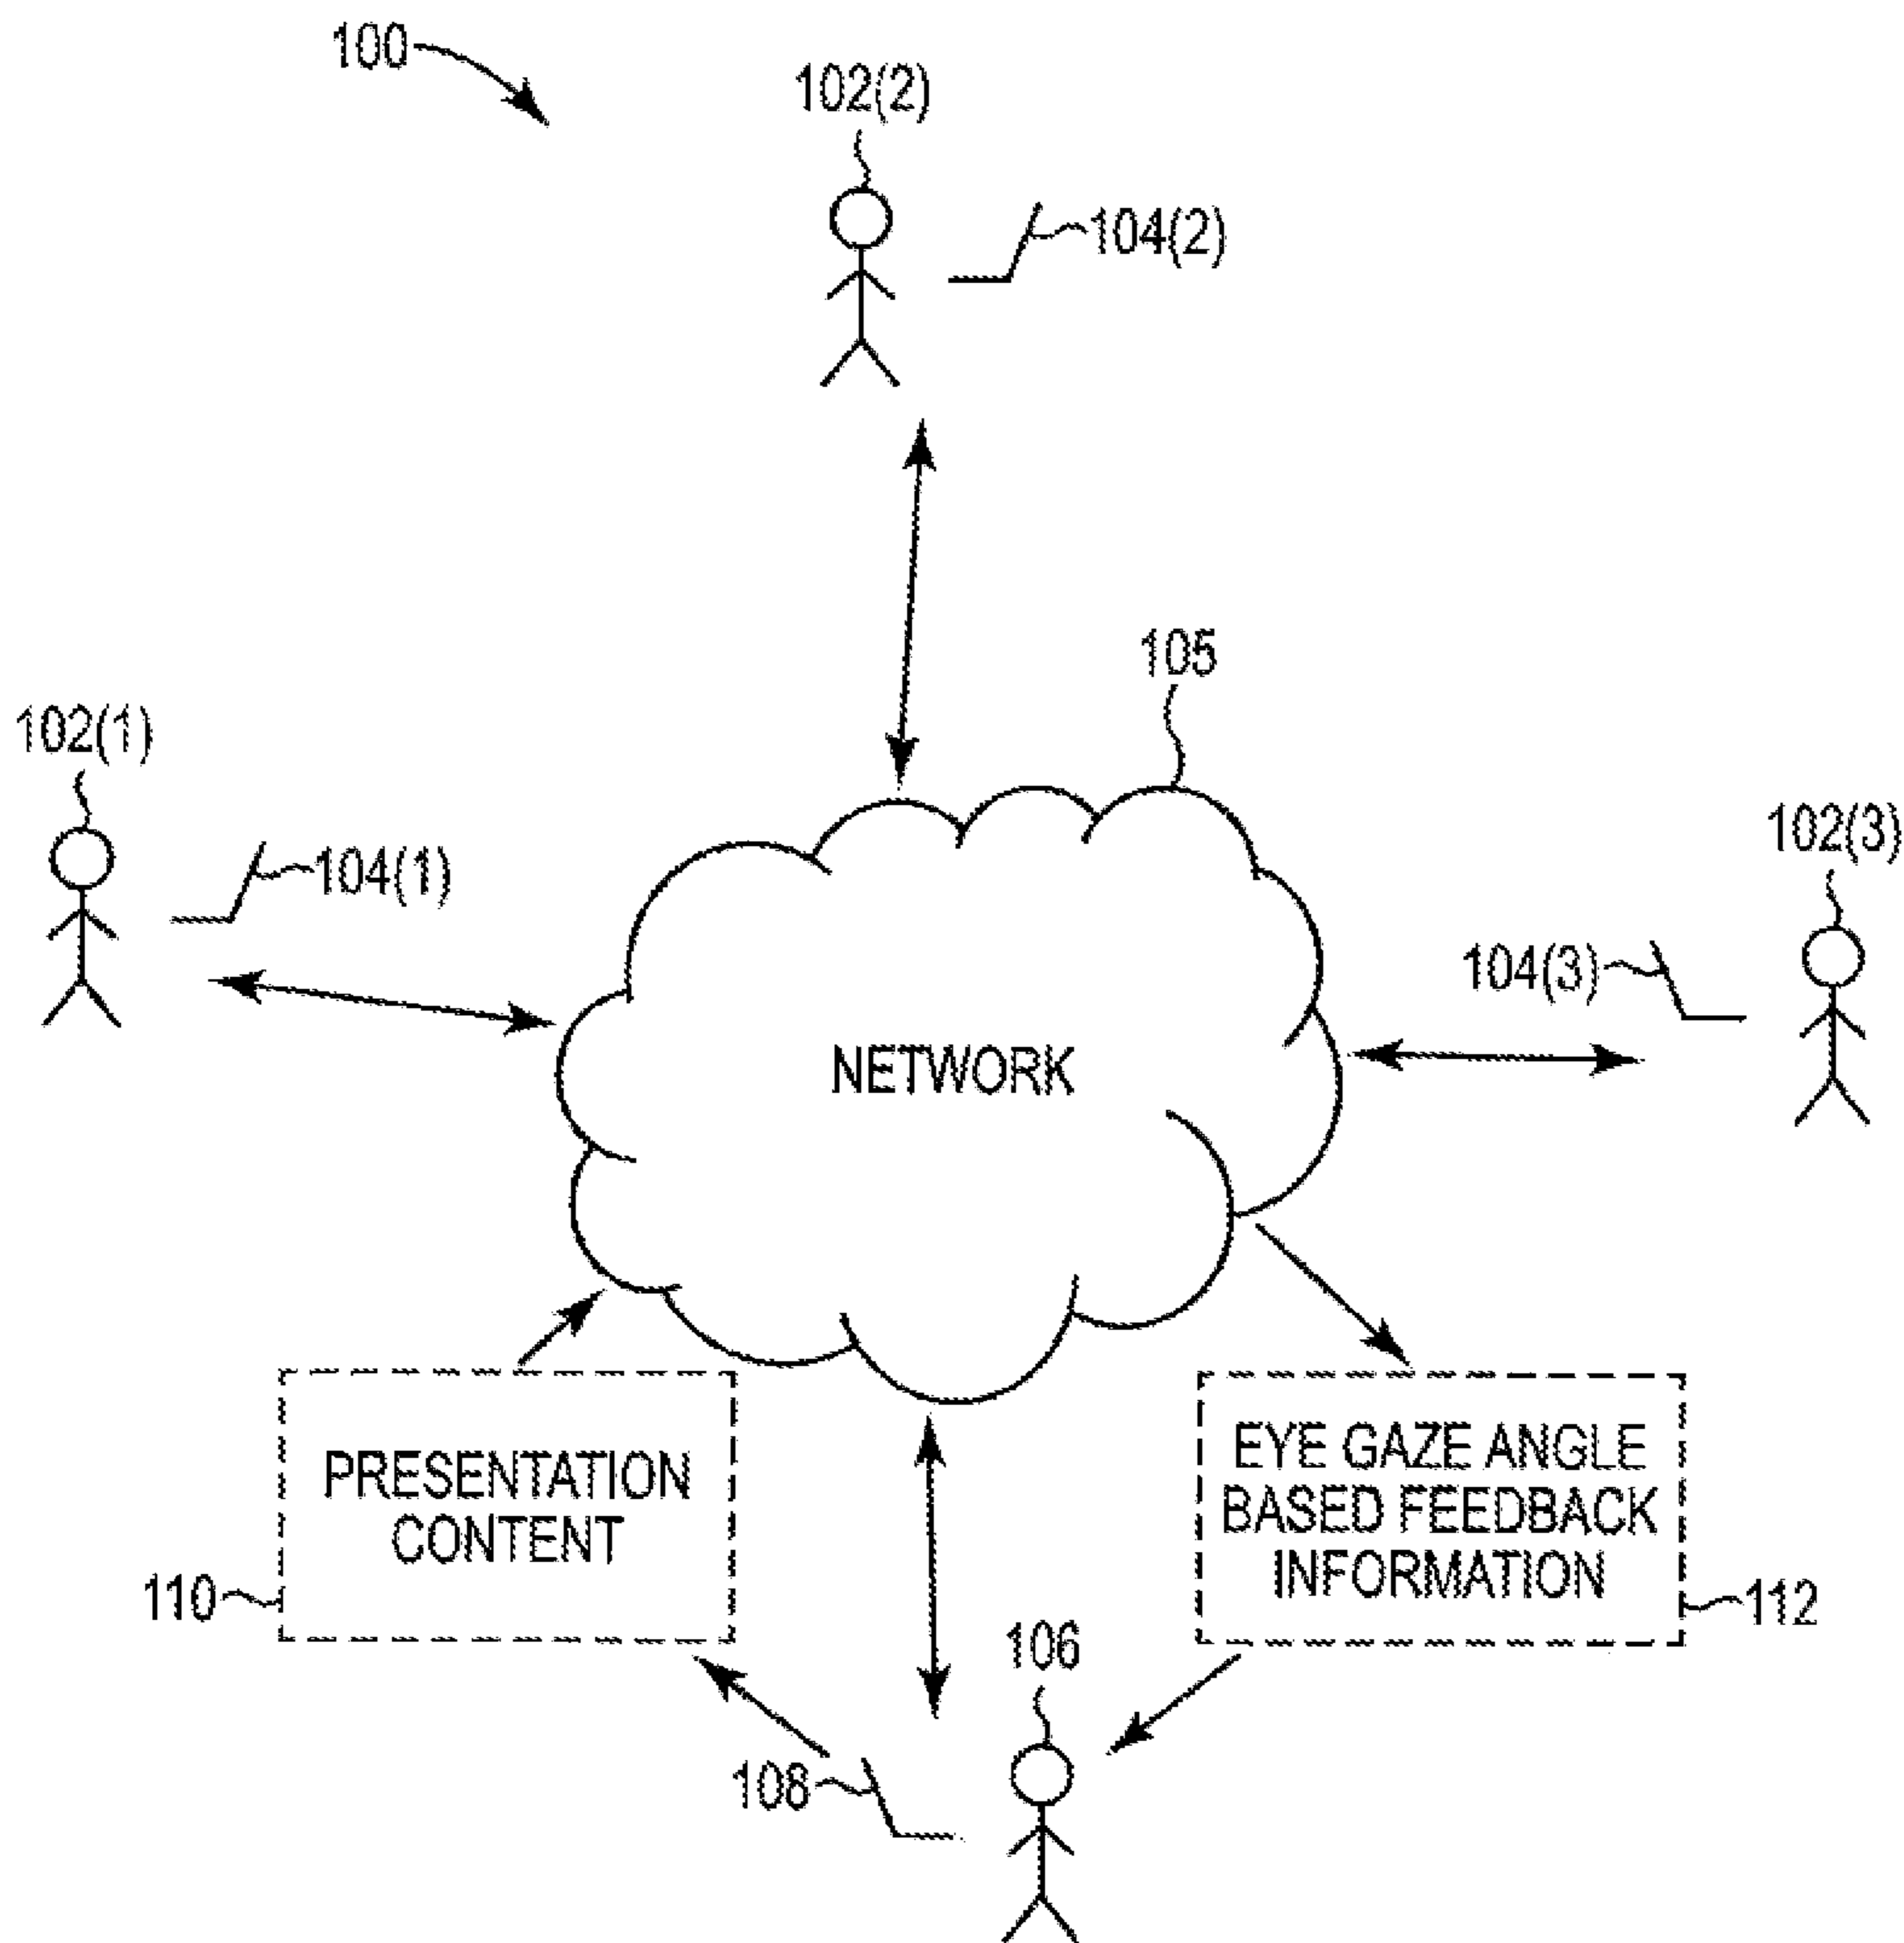 100
102(2)
104(2)
105
102(1)
104(1)
102(3)
104(3)
NETWORK
PRESENTATION
CONTENT
110
EYE GAZE ANGLE
BASED FEEDBACK
INFORMATION
112
106
108